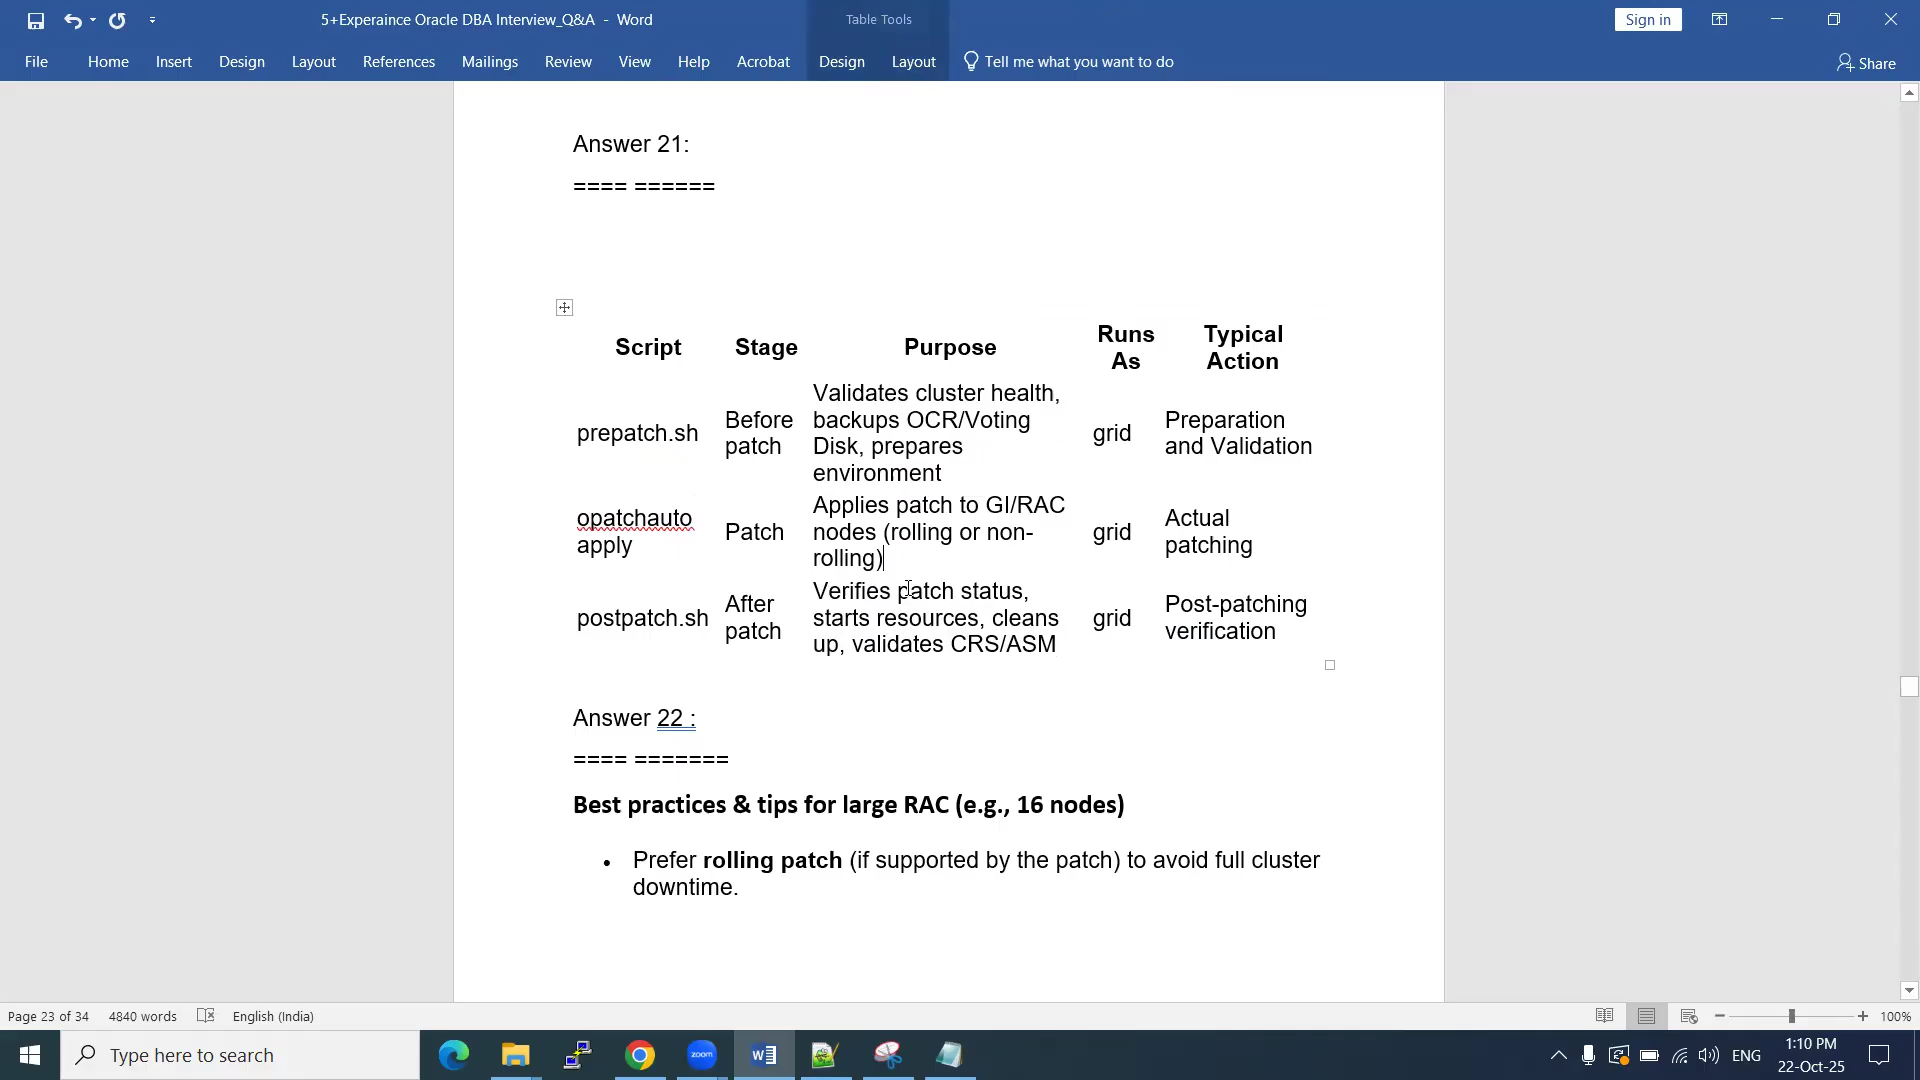 5+Experaince Oracle DBA Interview_Q&A - Word
Table Tools
Sign in
File Home Insert Design Layout References Mailings Review View Help Acrobat Design Layout Tell me what you want to do Share
Answer 21:
==== ======
Script Stage Purpose Runs As Typical Action
prepatch.sh Before patch Validates cluster health, backups OCR/Voting Disk, prepares environment grid Preparation and Validation
opatchauto apply Patch Applies patch to GI/RAC nodes (rolling or non-rolling) grid Actual patching
postpatch.sh After patch Verifies patch status, starts resources, cleans up, validates CRS/ASM grid Post-patching verification
Answer 22 :
==== =======
Best practices & tips for large RAC (e.g., 16 nodes)
• Prefer rolling patch (if supported by the patch) to avoid full cluster
downtime.
Page 23 of 34 4840 words English (India) 100%
Type here to search
zoom
ENG
1:10 PM
22-Oct-25